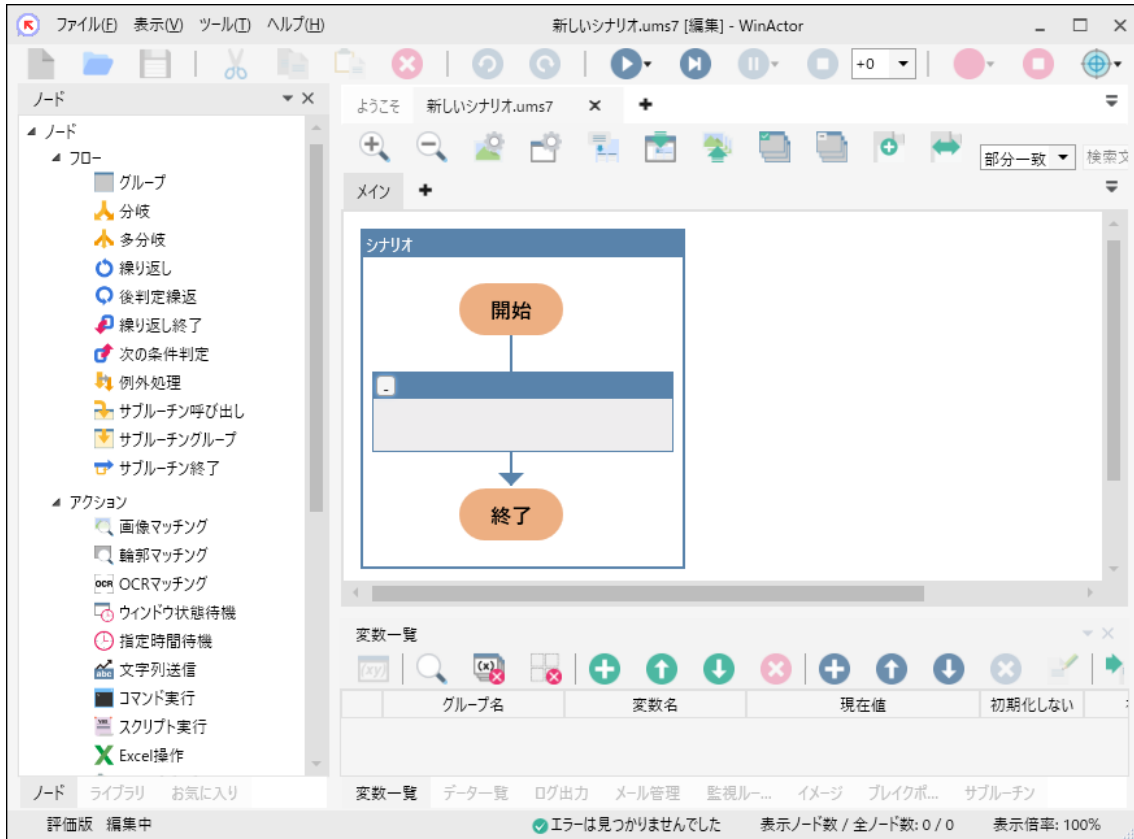 ファイル(F) 表示(V) ツール(T) ヘルプ(H) 新しいシナリオ.ums7 [編集] - WinActor
+0
ノード
ノード
フロー
グループ
分岐
多分岐
繰り返し
後判定繰返
繰り返し終了
次の条件判定
例外処理
サブルーチン呼び出し
サブルーチングループ
サブルーチン終了
アクション
画像マッチング
輪郭マッチング
OCR OCRマッチング
ウィンドウ状態待機
指定時間待機
abc 文字列送信
コマンド実行
スクリプト実行
Excel操作
ノード ライブラリ お気に入り
ようこそ 新しいシナリオ.ums7
部分一致 検索文
メイン
シナリオ
開始
終了
変数一覧
(xy) (x)
グループ名 変数名 現在値 初期化しない
変数一覧 データ一覧 ログ出力 メール管理 監視ルー... イメージ ブレイクポ... サブルーチン
評価版 編集中 エラーは見つかりませんでした 表示ノード数 / 全ノード数: 0 / 0 表示倍率: 100%